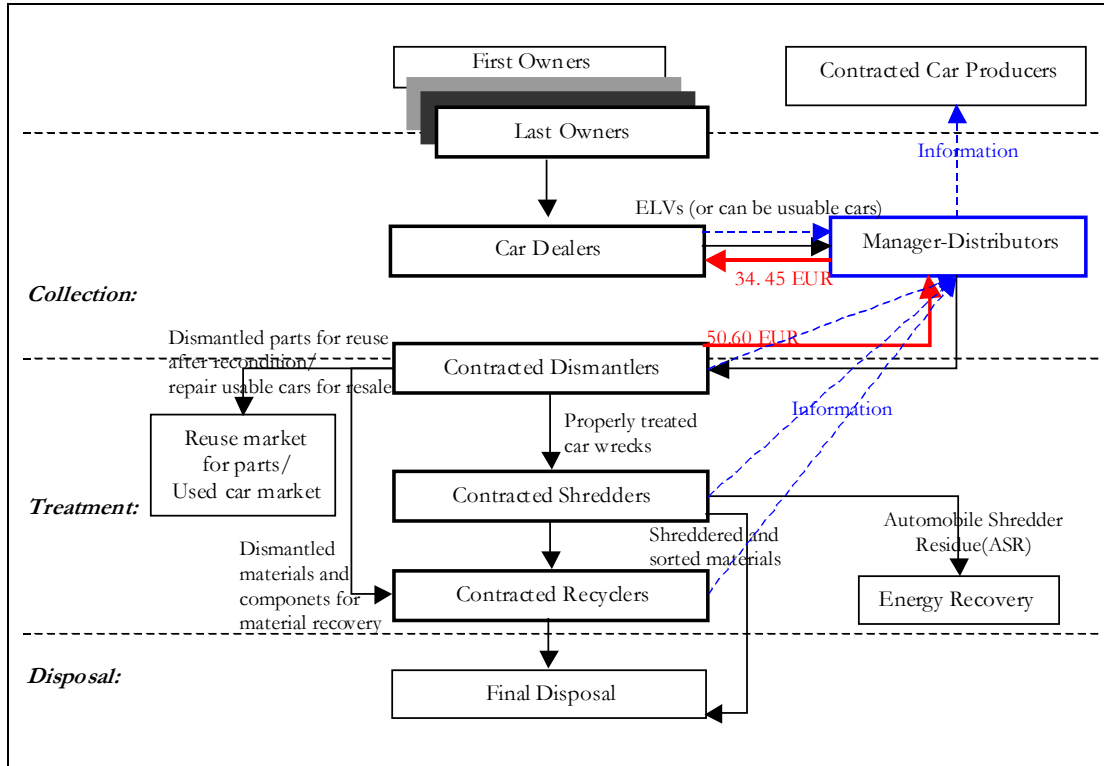 First Owners
Contracted Car Producers
Last Owners
Information
ELVs (or can be usuable cars)
Car Dealers
Manager-Distributors
34. 45 EUR
Collection:
50.60 EUR
Dismantled parts for reuse
after recondition/
repair usable cars for resale
Contracted Dismantlers
Information
Properly treated
car wrecks
Reuse market
for parts/
Used car market
Contracted Shredders
Treatment:
Shreddered and
sorted materials
Automobile Shredder
Residue(ASR)
Dismantled
materials and
componets for
material recovery
Contracted Recyclers
Energy Recovery
Disposal:
Final Disposal